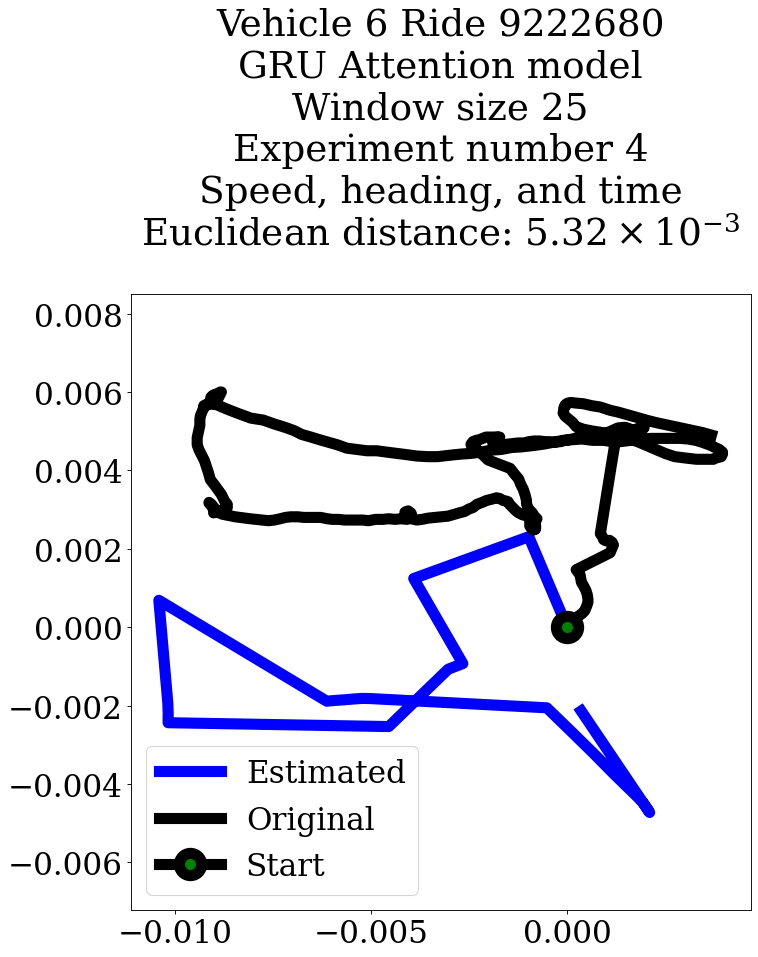 Vehicle 6 Ride 9222680
GRU Attention model
Window size 25
Experiment number 4
Speed, heading, and time
Euclidean distance: 5.32 × 10⁻³
0.008
0.006
0.004
0.002
0.000
−0.002
−0.004
−0.006
Estimated
Original
Start
−0.010 −0.005 0.000